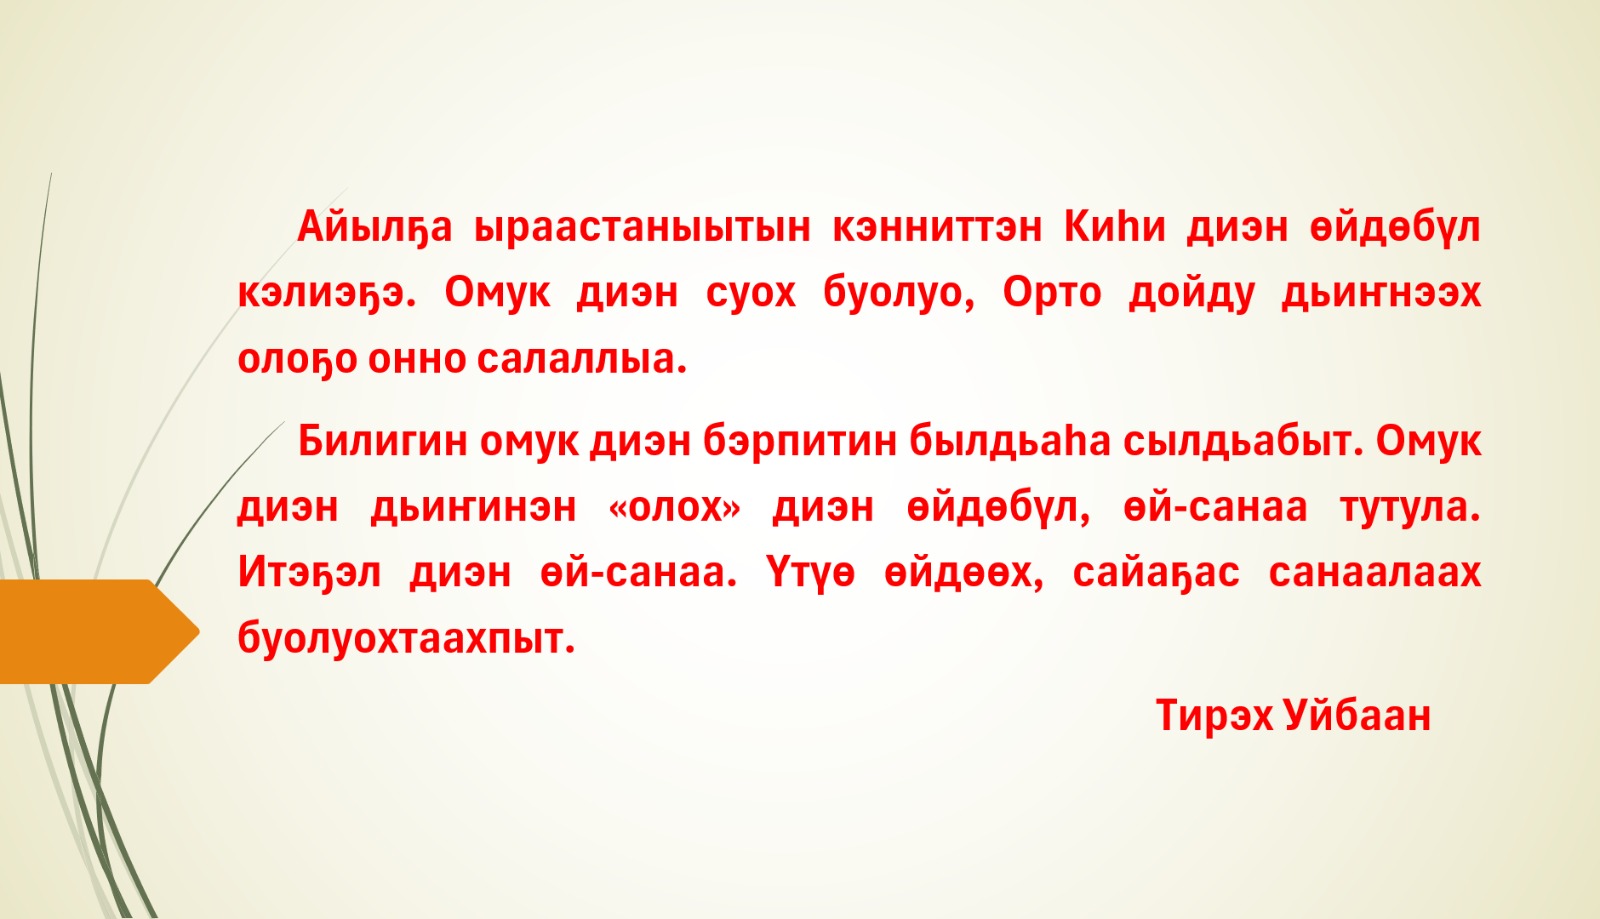 Айылҕа ыраастаныытын кэнниттэн Киһи диэн өйдөбүл
кэлиэҕэ. Омук диэн суох буолуо, Орто дойду дьиҥнээх
олоҕо онно салаллыа.
Билигин омук диэн бэрпитин былдьаһа сылдьабыт. Омук
диэн дьиҥинэн «олох» диэн өйдөбүл, өй-санаа тутула.
Итэҕэл диэн өй-санаа. Үтүө өйдөөх, сайаҕас санаалаах
буолуохтаахпыт.
Тирэх Уйбаан